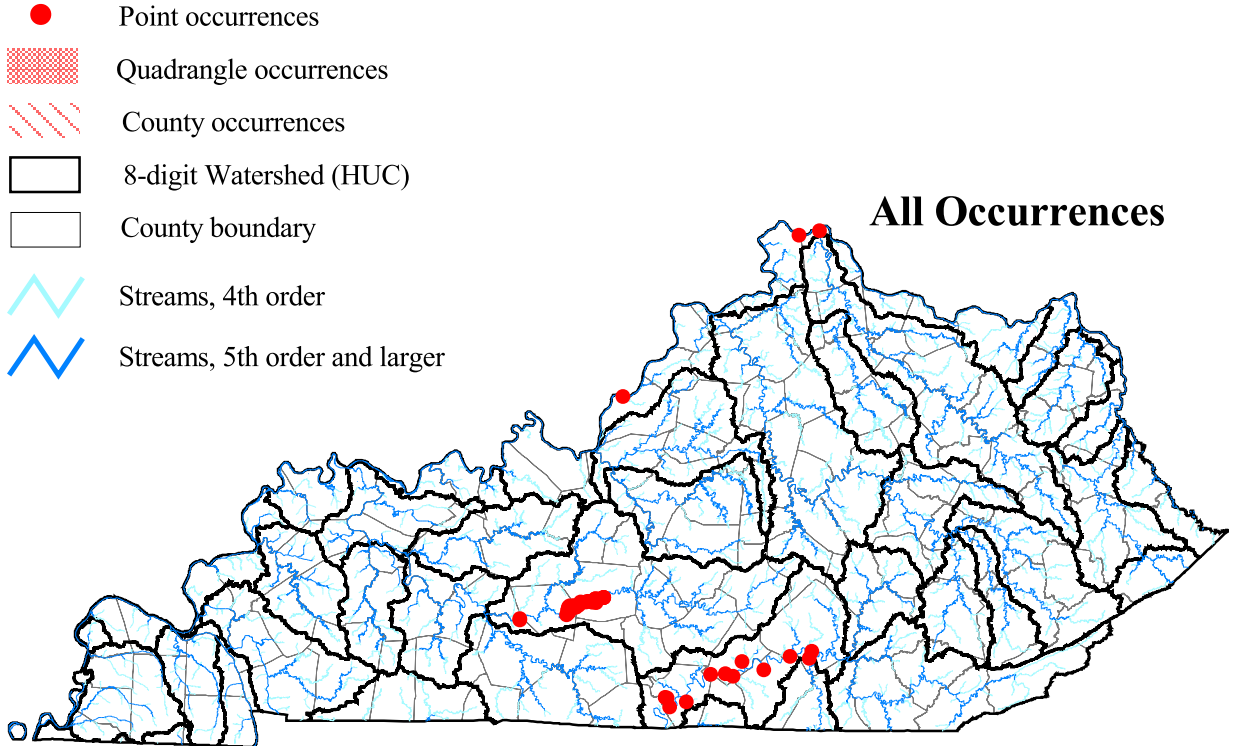 Point occurrences
Quadrangle occurrences
County occurrences
8-digit Watershed (HUC)
County boundary
Streams, 4th order
Streams, 5th order and larger
All Occurrences